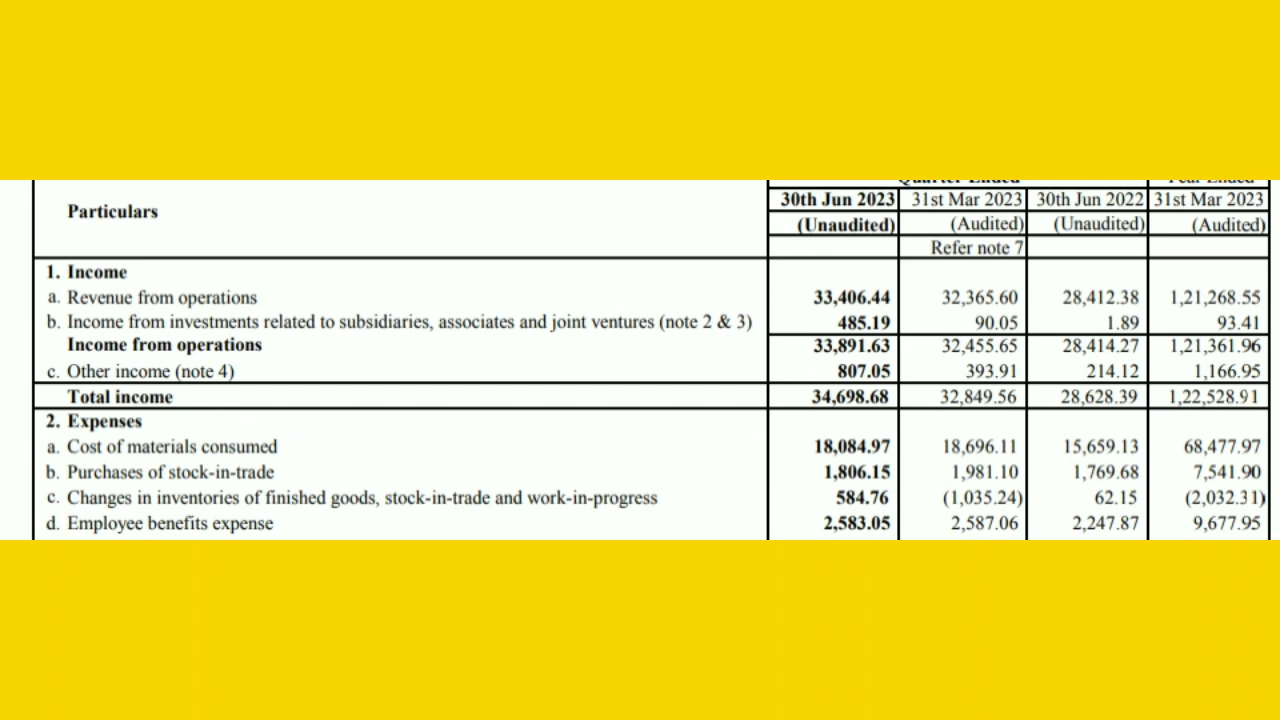 Particulars
30th Jun 2023 31st Mar 2023 30th Jun 2022 31st Mar 2023
(Unaudited) (Audited) (Unaudited) (Audited)
Refer note 7
1. Income
a. Revenue from operations 33,406.44 32,365.60 28,412.38 1,21,268.55
b. Income from investments related to subsidiaries, associates and joint ventures (note 2 & 3) 485.19 90.05 1.89 93.41
Income from operations 33,891.63 32,455.65 28,414.27 1,21,361.96
c. Other income (note 4) 807.05 393.91 214.12 1,166.95
Total income 34,698.68 32,849.56 28,628.39 1,22,528.91
2. Expenses
a. Cost of materials consumed 18,084.97 18,696.11 15,659.13 68,477.97
b. Purchases of stock-in-trade 1,806.15 1,981.10 1,769.68 7,541.90
c. Changes in inventories of finished goods, stock-in-trade and work-in-progress 584.76 (1,035.24) 62.15 (2,032.31)
d. Employee benefits expense 2,583.05 2,587.06 2,247.87 9,677.95